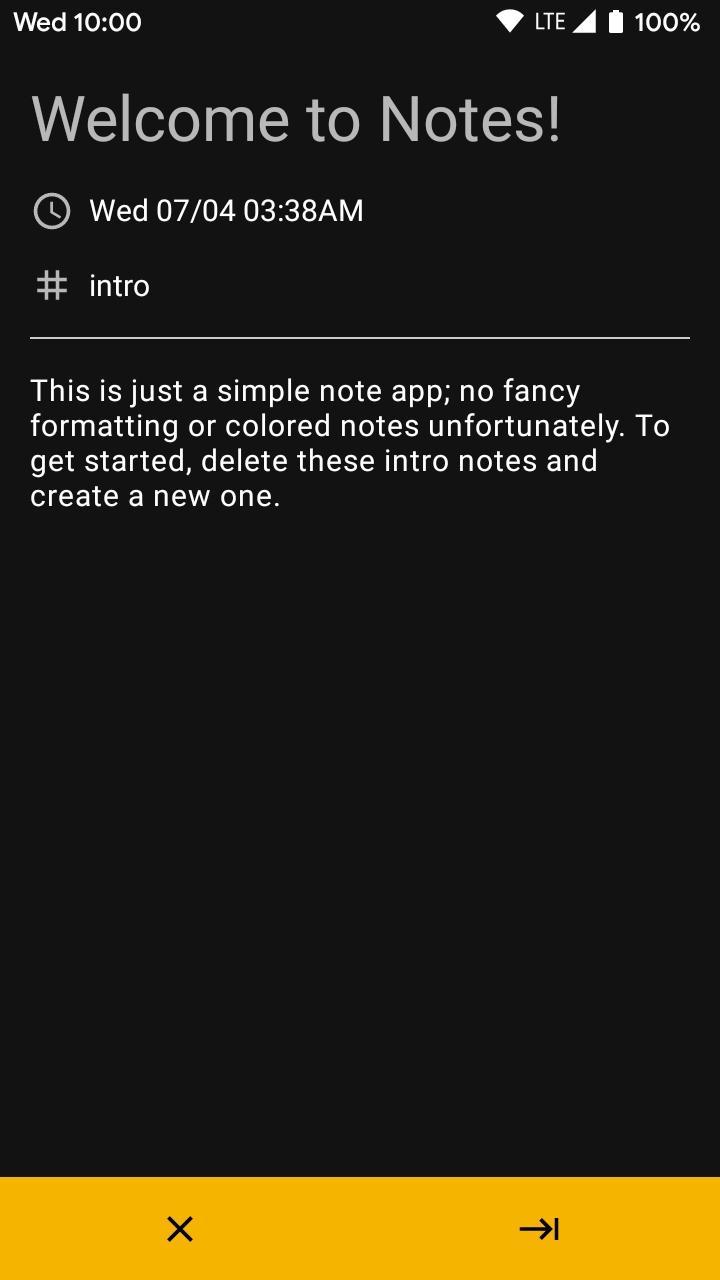 Wed 10:00 LTE 100%
Welcome to Notes!
Wed 07/04 03:38AM
# intro
This is just a simple note app; no fancy
formatting or colored notes unfortunately. To
get started, delete these intro notes and
create a new one.